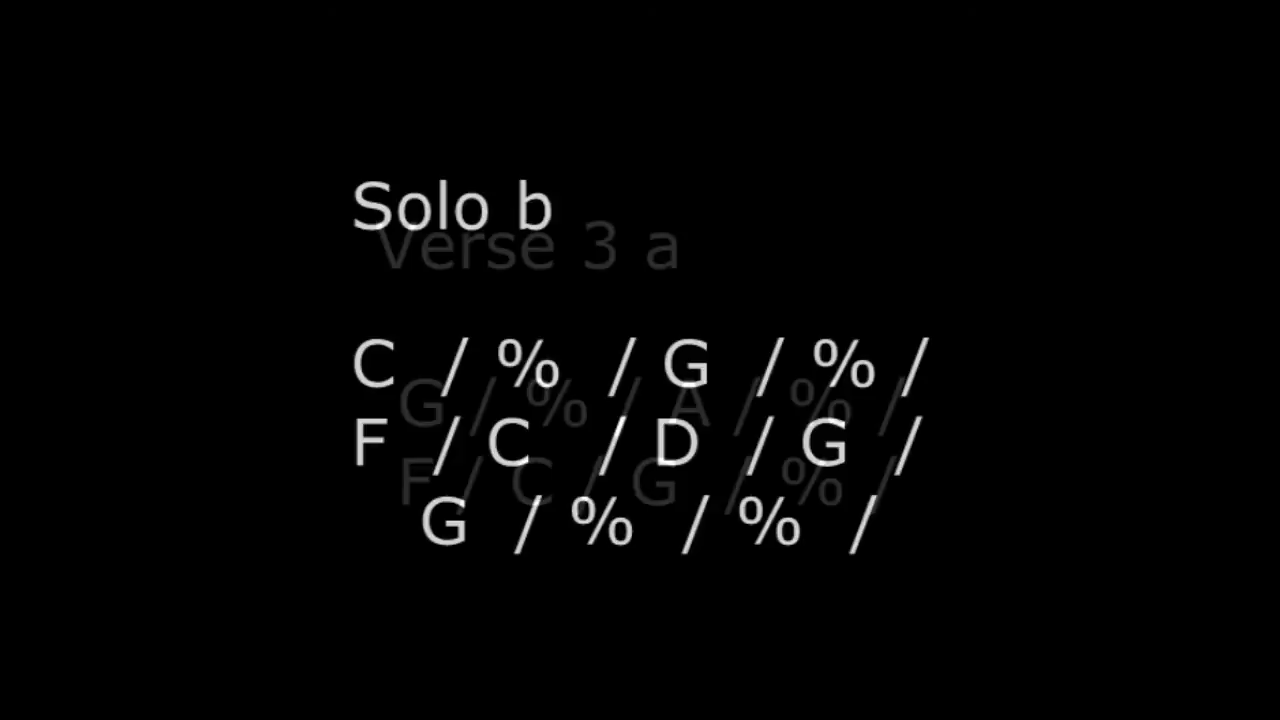 Solo b
Verse 3 a
C / % / G / % /
G / % / A / % /
F / C / D / G /
F / C / G / % /
G / % / % /